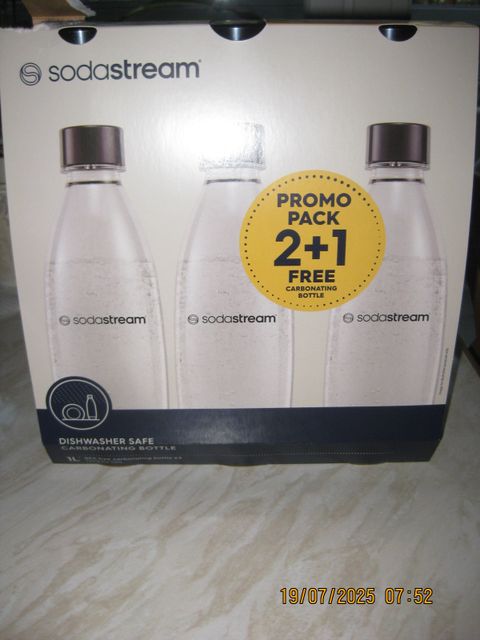 sodastream
PROMO
PACK
2+1
FREE
CARBONATING
BOTTLE
sodastream
sodastream
sodastream
DISHWASHER SAFE
CARBONATING BOTTLE
1L
19/07/2025 07:52